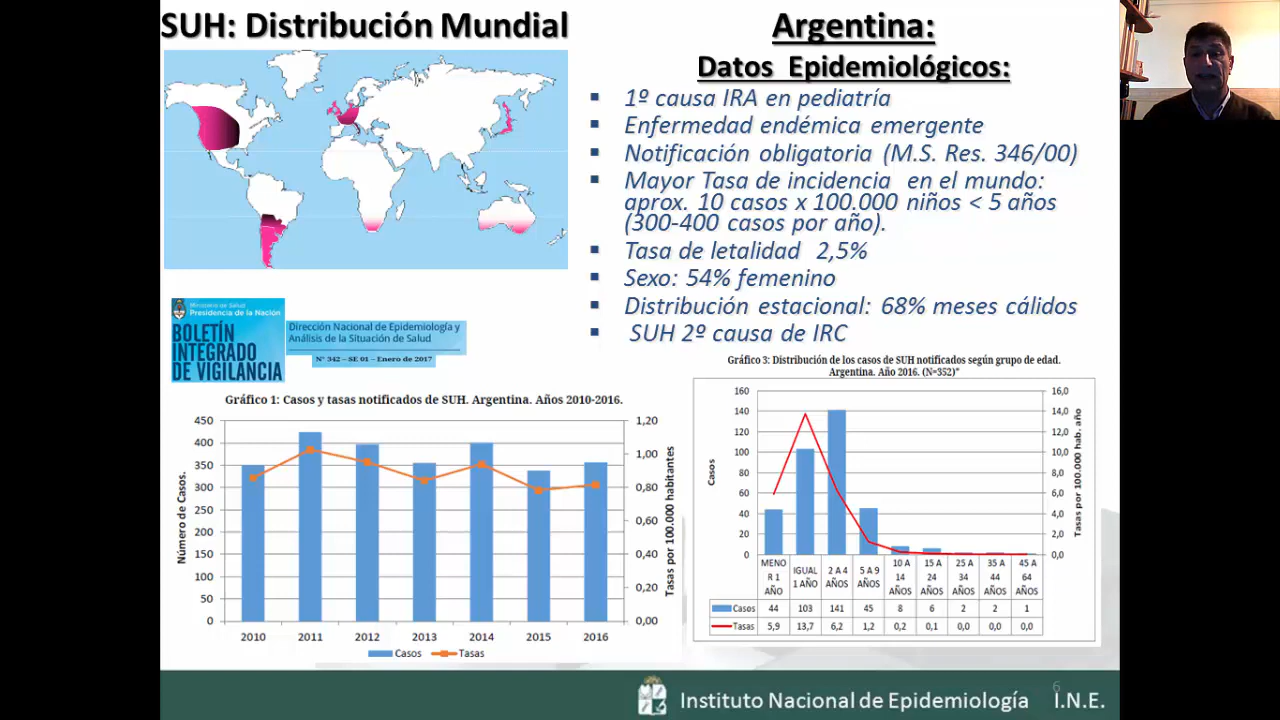 SUH: Distribución Mundial
Argentina:
Datos Epidemiológicos:
▪ 1º causa IRA en pediatría
▪ Enfermedad endémica emergente
▪ Notificación obligatoria (M.S. Res. 346/00)
▪ Mayor Tasa de incidencia en el mundo:
aprox. 10 casos x 100.000 niños < 5 años
(300-400 casos por año).
▪ Tasa de letalidad 2,5%
▪ Sexo: 54% femenino
▪ Distribución estacional: 68% meses cálidos
▪ SUH 2º causa de IRC
Ministerio de Salud
Presidencia de la Nación
BOLETÍN
INTEGRADO
DE VIGILANCIA
Dirección Nacional de Epidemiología y
Análisis de la Situación de Salud
N° 342 – SE 01 – Enero de 2017
Gráfico 1: Casos y tasas notificados de SUH. Argentina. Años 2010-2016.
Número de Casos.
450
400
350
300
250
200
150
100
50
0
1,20
1,00
0,80
0,60
0,40
0,20
0,00
Tasas por 100.000 habitantes
2010 2011 2012 2013 2014 2015 2016
Casos Tasas
Gráfico 3: Distribución de los casos de SUH notificados según grupo de edad.
Argentina. Año 2016. (N=352)*
Casos
160
140
120
100
80
60
40
20
0
16,0
14,0
12,0
10,0
8,0
6,0
4,0
2,0
0,0
Tasas por 100.000 hab. año
MENO IGUAL 2 A 4 5 A 9 10 A 15 A 25 A 35 A 45 A
R 1 1 AÑO AÑOS AÑOS 14 24 34 44 64
AÑO AÑOS AÑOS AÑOS AÑOS AÑOS
Casos 44 103 141 45 8 6 2 2 1
Tasas 5,9 13,7 6,2 1,2 0,2 0,1 0,0 0,0 0,0
6
Instituto Nacional de Epidemiología I.N.E.